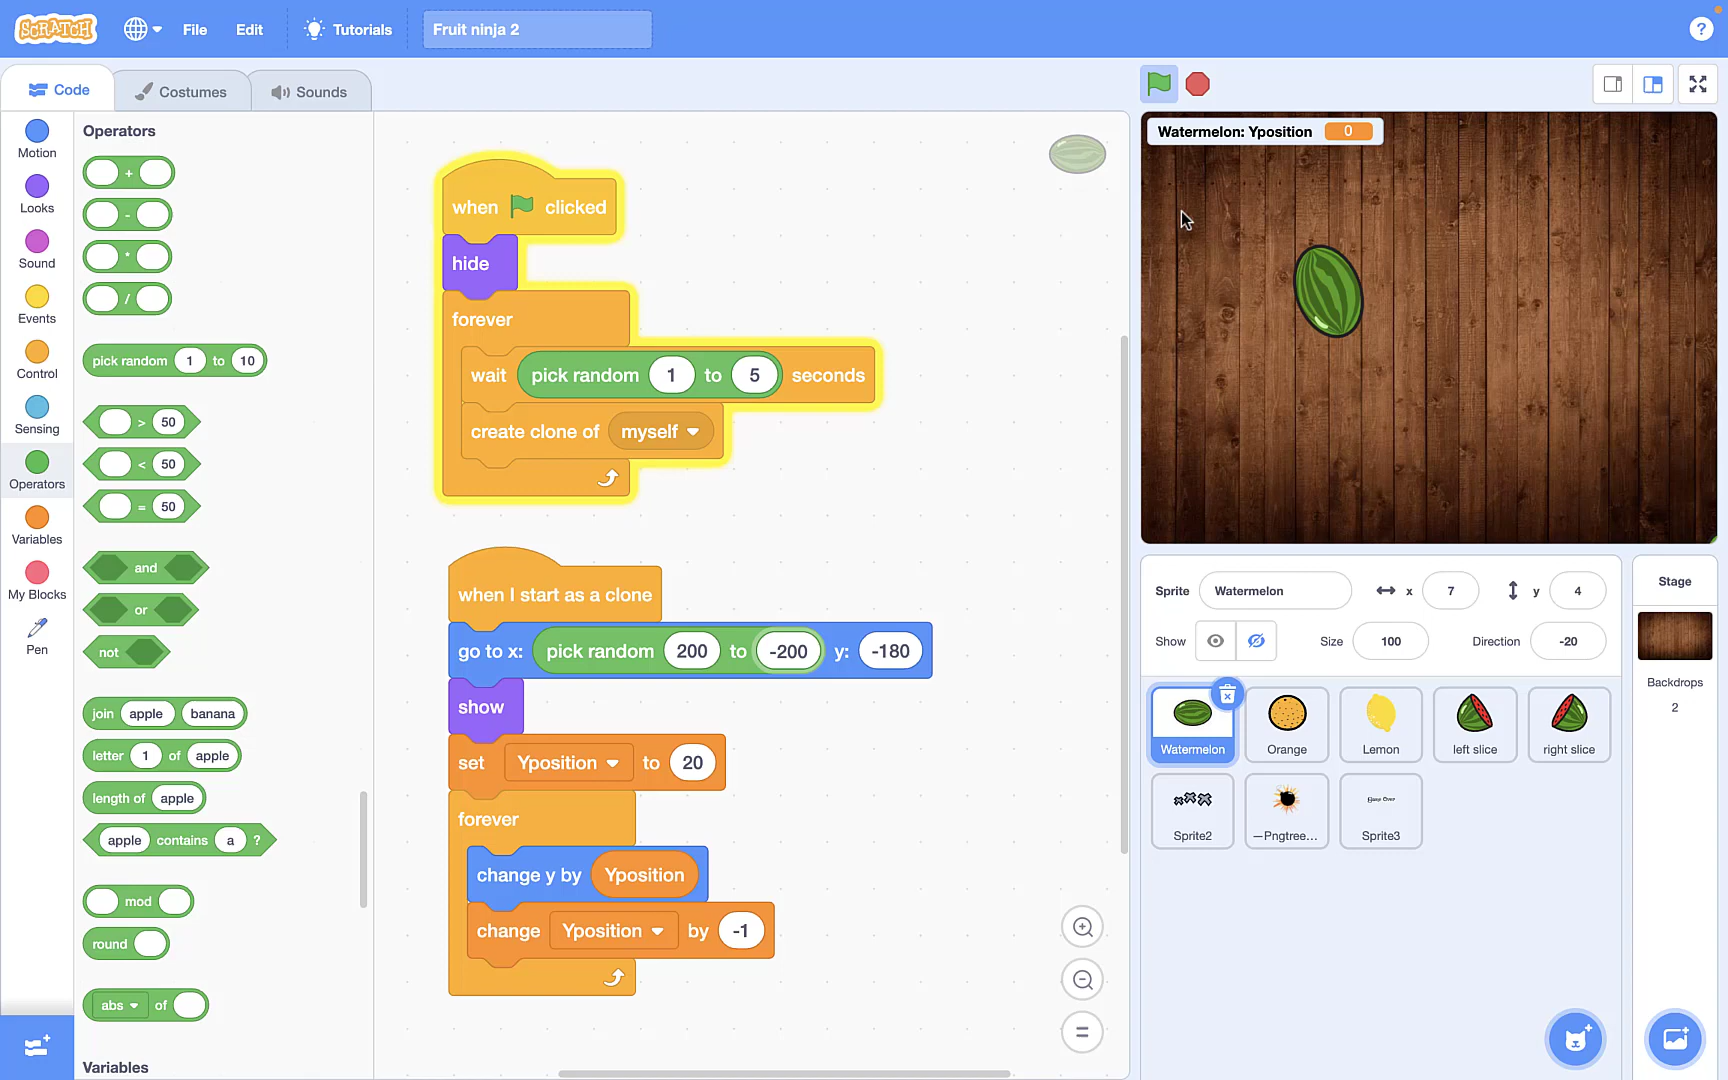 SCRATCH File Edit Tutorials Fruit ninja 2 ?
Code Costumes Sounds
Motion
Looks
Sound
Events
Control
Sensing
Operators
Variables
My Blocks
Pen
Operators
+
-
*
/
pick random 1 to 10
> 50
< 50
= 50
and
or
not
join apple banana
letter 1 of apple
length of apple
apple contains a ?
mod
round
abs of
Variables
when clicked
hide
forever
wait pick random 1 to 5 seconds
create clone of myself
when I start as a clone
go to x: pick random 200 to -200 y: -180
show
set Yposition to 20
forever
change y by Yposition
change Yposition by -1
Watermelon: Yposition 0
Sprite Watermelon x 7 y 4
Show Size 100 Direction -20
Watermelon Orange Lemon left slice right slice
Sprite2 —Pngtree... Game Over Sprite3
Stage
Backdrops
2